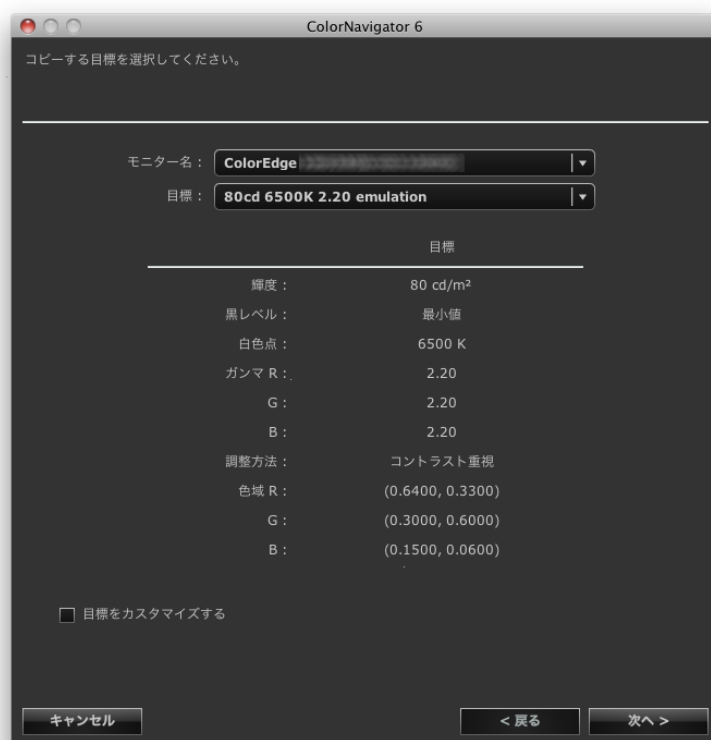 ColorNavigator 6
コピーする目標を選択してください。
モニター名： ColorEdge
目標： 80cd 6500K 2.20 emulation
目標
輝度： 80 cd/m²
黒レベル： 最小値
白色点： 6500 K
ガンマ R： 2.20
G： 2.20
B： 2.20
調整方法： コントラスト重視
色域 R： (0.6400, 0.3300)
G： (0.3000, 0.6000)
B： (0.1500, 0.0600)
目標をカスタマイズする
キャンセル < 戻る 次へ >